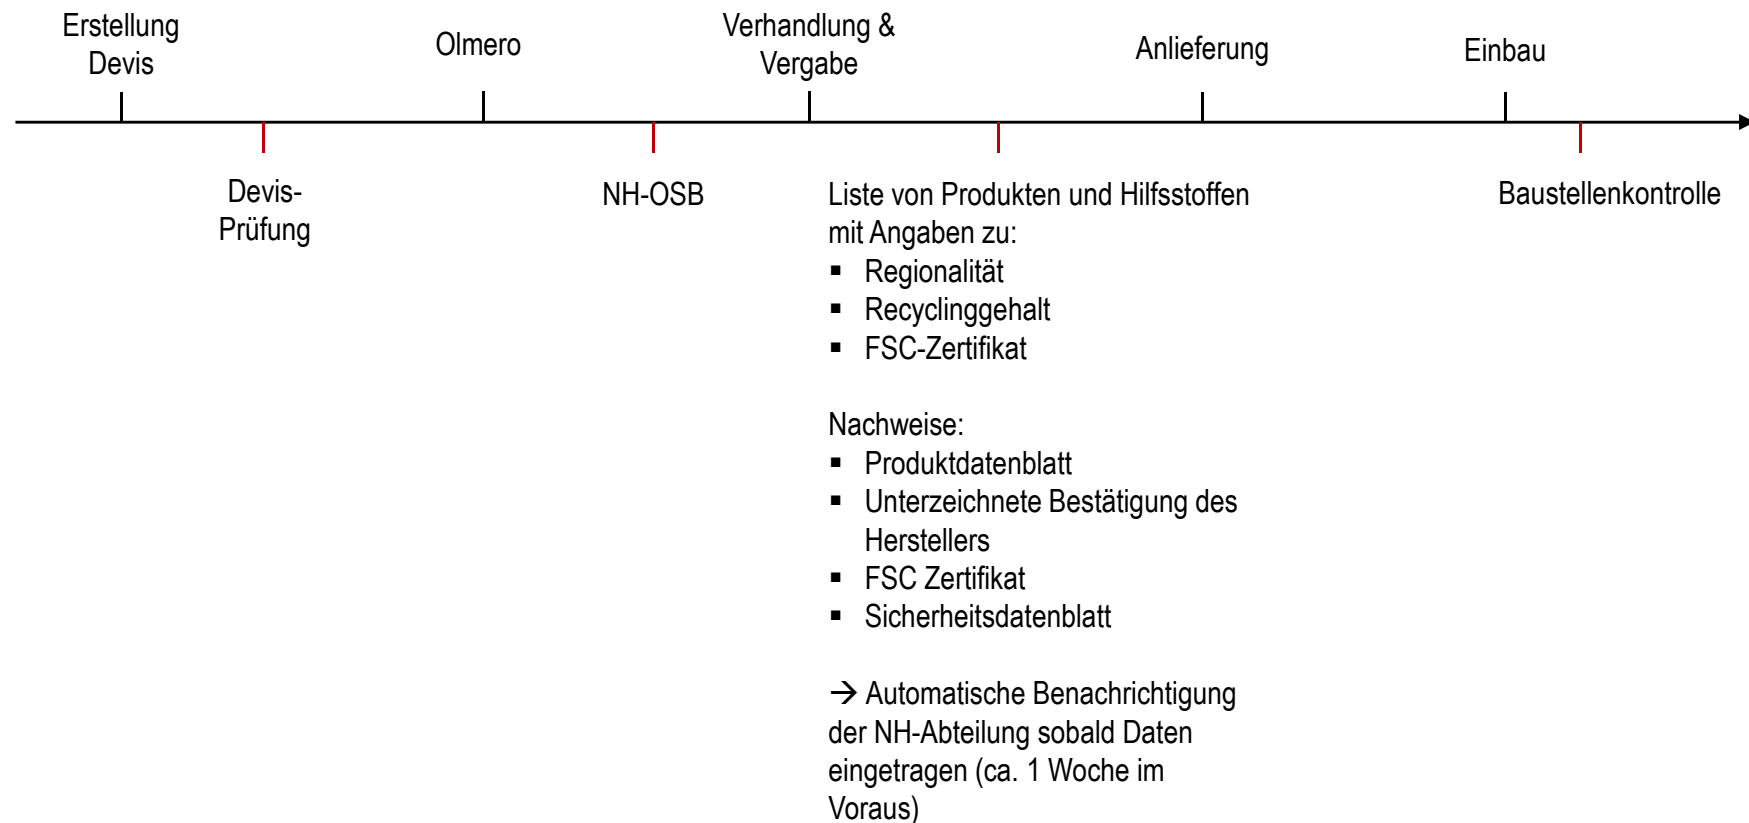 Erstellung
Devis
Olmero
Verhandlung &
Vergabe
Anlieferung
Einbau
Devis-
Prüfung
NH-OSB
Liste von Produkten und Hilfsstoffen
mit Angaben zu:
▪ Regionalität
▪ Recyclinggehalt
▪ FSC-Zertifikat
Nachweise:
▪ Produktdatenblatt
▪ Unterzeichnete Bestätigung des
Herstellers
▪ FSC Zertifikat
▪ Sicherheitsdatenblatt
→ Automatische Benachrichtigung
der NH-Abteilung sobald Daten
eingetragen (ca. 1 Woche im
Voraus)
Baustellenkontrolle